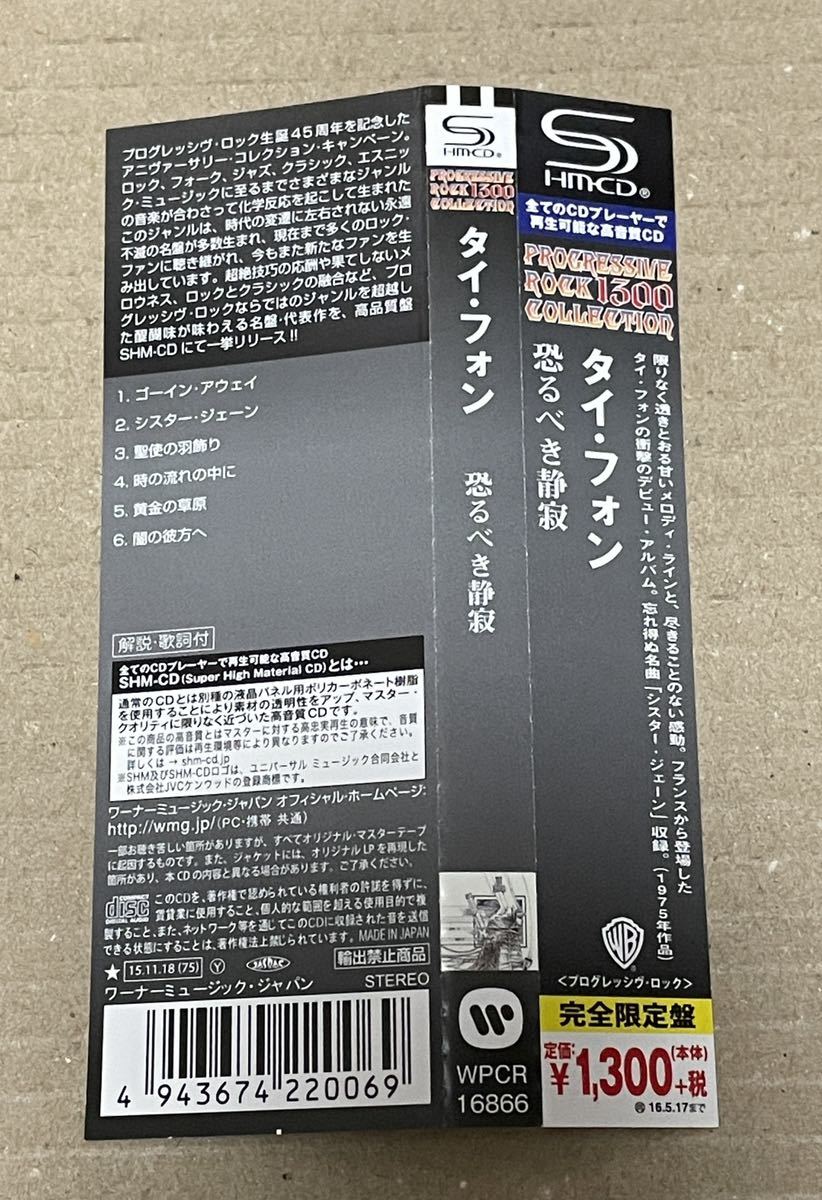 プログレッシヴ・ロック生誕45周年を記念した
アニヴァーサリー・コレクション・キャンペーン。
ロック、フォーク、ジャズ、クラシック、エスニッ
ク・ミュージックに至るまでさまざまなジャンル
の音楽が合わさって化学反応を起こして生まれた
このジャンルは、時代の変遷に左右されない永遠
不滅の名盤が多数生まれ、現在まで多くのロック・
ファンに聴き継がれ、今もまた新たなファンを生
み出しています。超絶技巧の応酬や果てしないメ
ロウネス、ロックとクラシックの融合など、プロ
グレッシヴ・ロックならではのジャンルを超越し
た醍醐味が味わえる名盤・代表作を、高品質盤
SHM-CDにて一挙リリース!!
1. ゴーイン・アウェイ
2. シスター・ジェーン
3. 聖使の羽飾り
4. 時の流れの中に
5. 黄金の草原
6. 闇の彼方へ
解説・歌詞付
全てのCDプレーヤーで再生可能な高音質CD
SHM-CD(Super High Material CD)とは…
通常のCDとは別種の液晶パネル用ポリカーボネート樹脂
を使用することにより素材の透明性をアップ、マスター・
クオリティに限りなく近づいた高音質CDです。
※この商品の高音質とはマスターに対する高忠実再生の意味で、音質
に関する評価は再生環境等により異なりますのでご了承ください。
詳しくは → shm-cd.jp
※SHM及びSHM-CDロゴは、ユニバーサル ミュージック合同会社と
株式会社JVCケンウッドの登録商標です。
ワーナーミュージック・ジャパン オフィシャル・ホームページ:
http://wmg.jp/(PC・携帯 共通)
一部お聴き苦しい箇所がありますが、すべてオリジナル・マスターテープ
に起因するものです。また、ジャケットには、オリジナルLPを再現した
箇所があり、本CDの内容と異なる場合があります。ご了承ください。
COMPACT disc DIGITAL AUDIO
このCDを、著作権で認められている権利者の許諾を得ずに、
賃貸業に使用すること、個人的な範囲を超える使用目的で複
製すること、また、ネットワーク等を通じてこのCDに収録された音を送信
できる状態にすることは、著作権法上禁じられています。 MADE IN JAPAN
★ 15.11.18 (75) Y JASRAC 輸出禁止商品
ワーナーミュージック・ジャパン STEREO
4 943674 220069
SHM-CD®
PROGRESSIVE
ROCK 1300
COLLECTION
タイ・フォン
恐るべき静寂
WPCR
16866
SHM-CD®
全てのCDプレーヤーで
再生可能な高音質CD
PROGRESSIVE
ROCK 1300
COLLECTION
タイ・フォン
恐るべき静寂
限りなく透きとおる甘いメロディ・ラインと、尽きることのない感動。フランスから登場した
タイ・フォンの衝撃のデビュー・アルバム。忘れ得ぬ名曲「シスター・ジェーン」収録。(1975年作品)
WB
<プログレッシヴ・ロック>
完全限定盤
定価:¥1,300(本体)+税
16.5.17まで